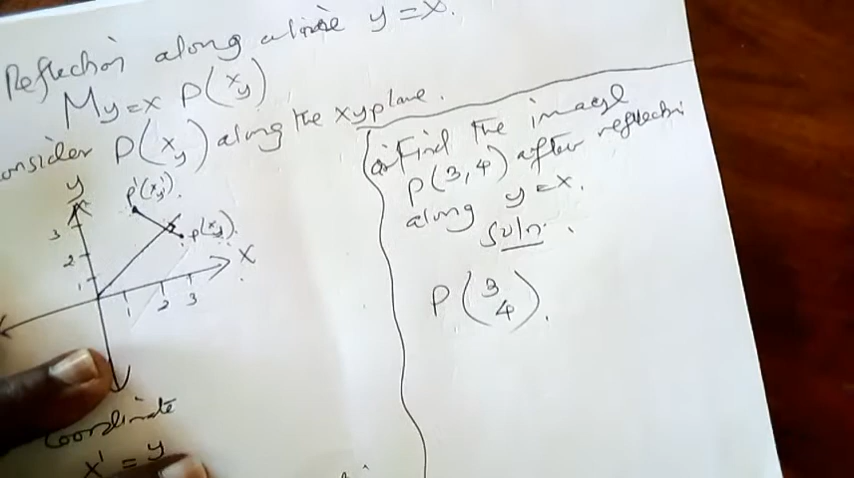 Reflection along a line y=x.
My=x P(x y)
onsider P(x y) along the xy plane.
y
P'(x' y').
P(x y).
3
2
1
1 2 3
X
Coordinate
x' = y
Find the image
P(3,4) after reflection
along y=x.
Soln.
P(3 4).